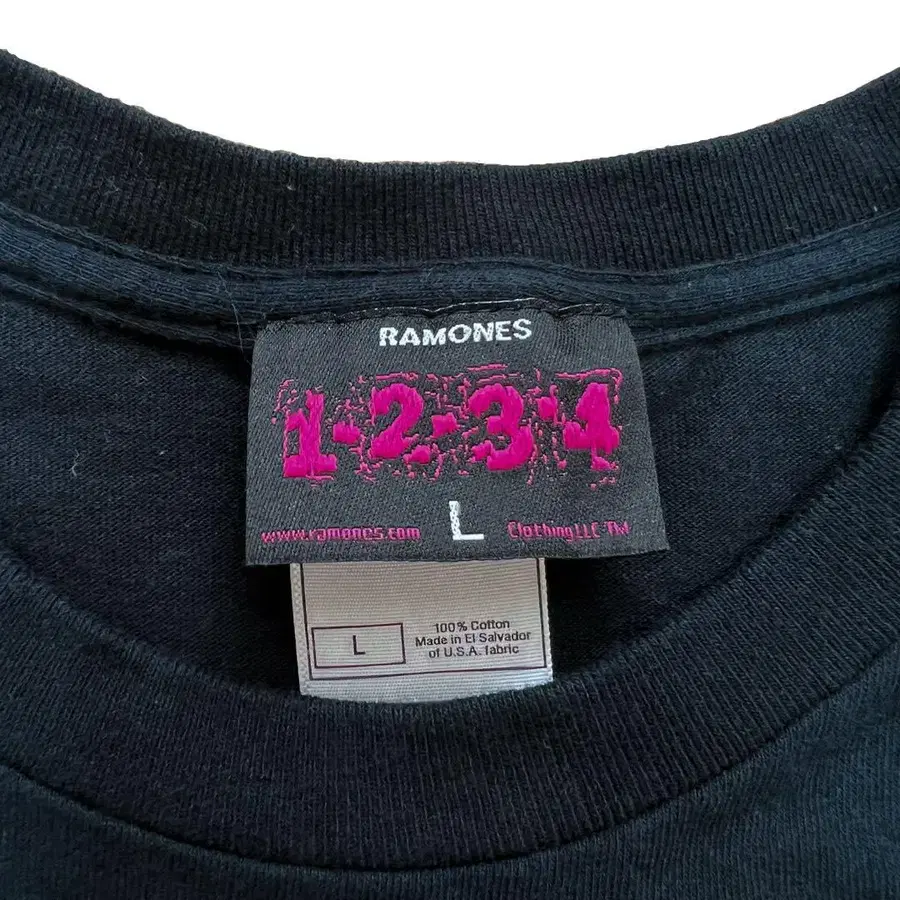 RAMONES
1-2-3-4
www.ramones.com L Clothing LLC TM
L
100% Cotton
Made in El Salvador
of U.S.A. fabric